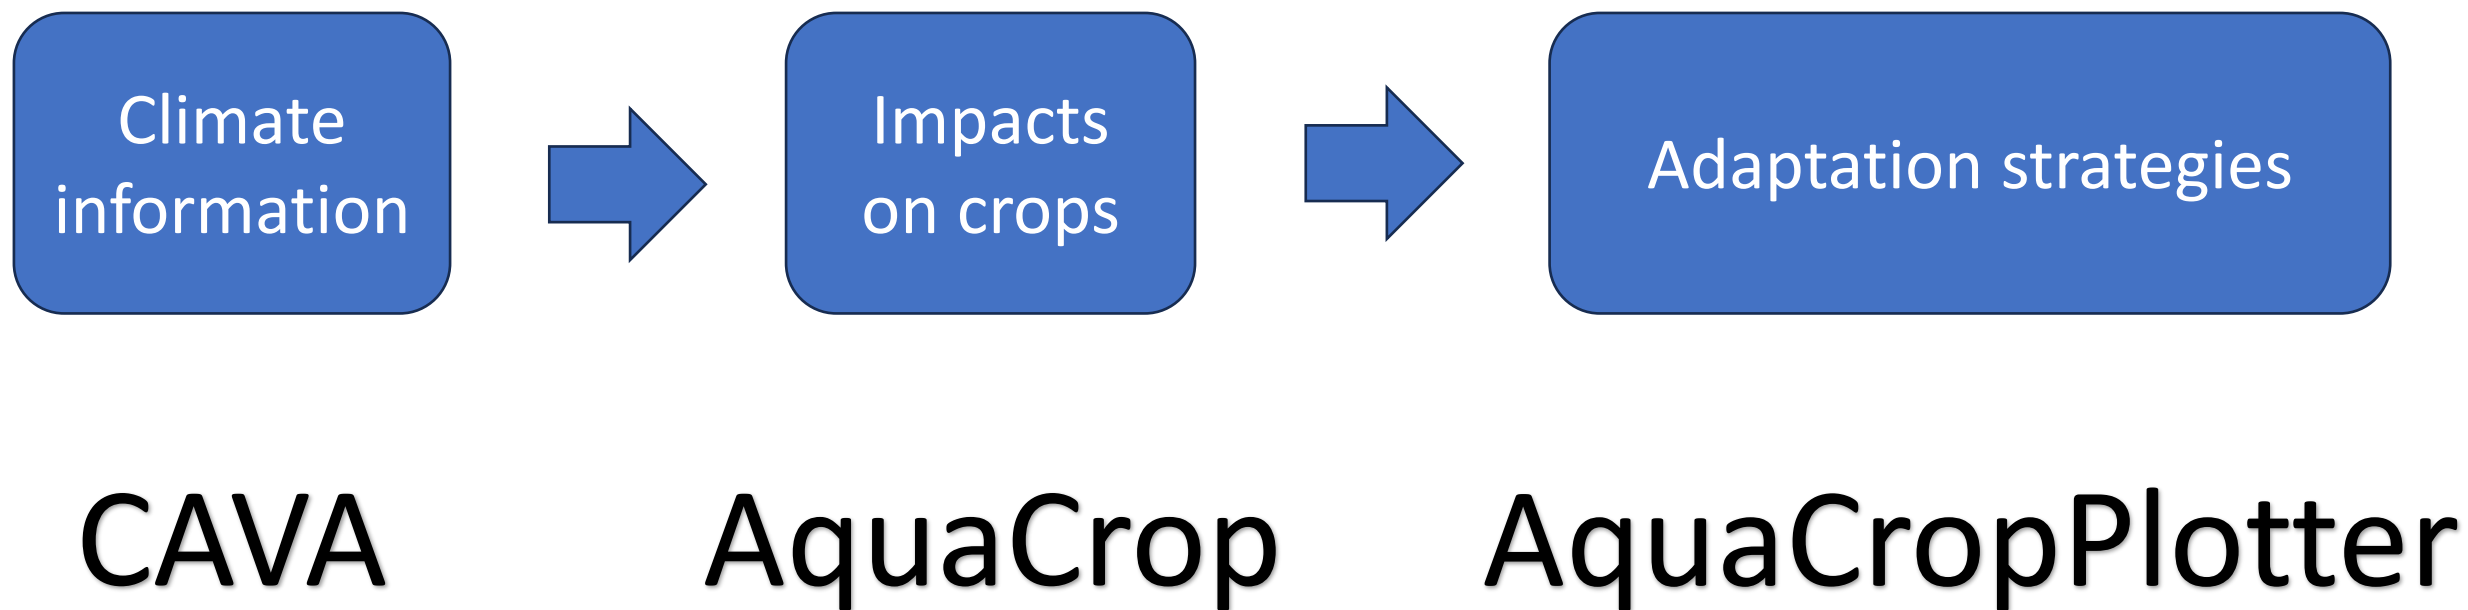 Climate
information
Impacts
on crops
Adaptation strategies
CAVA
AquaCrop
AquaCropPlotter